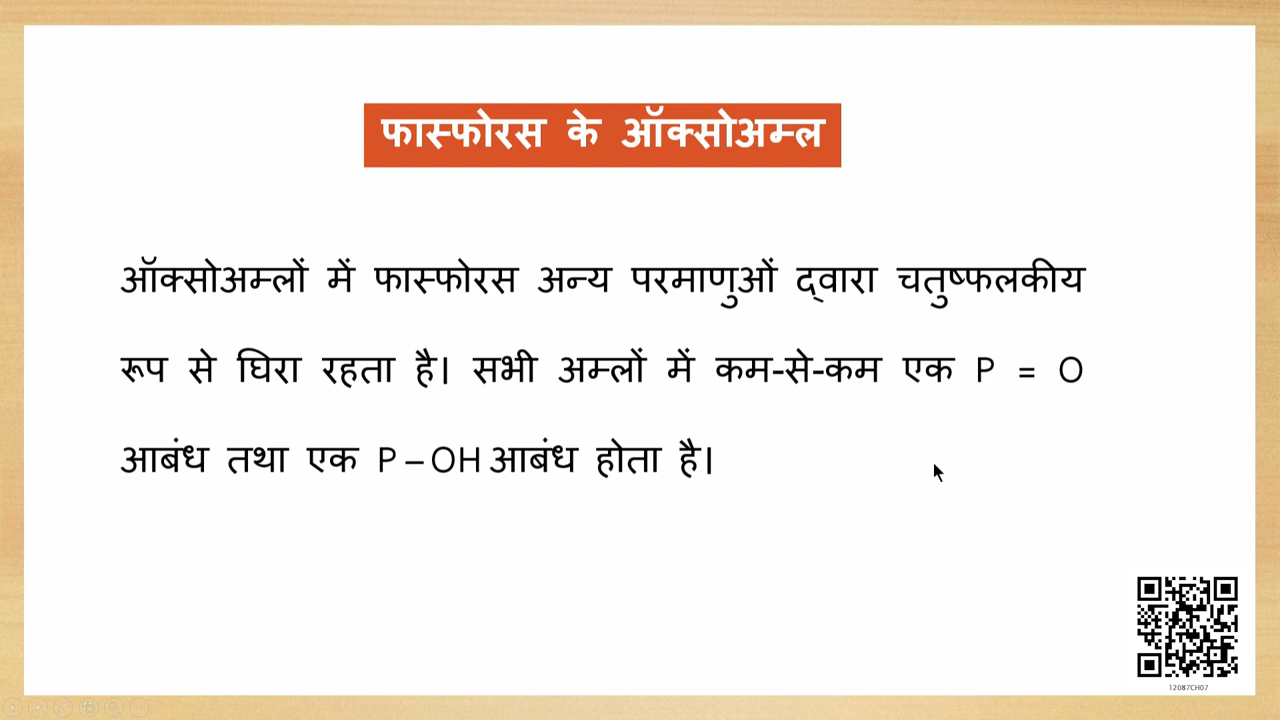 फास्फोरस के ऑक्सोअम्ल
ऑक्सोअम्लों में फास्फोरस अन्य परमाणुओं द्वारा चतुष्फलकीय
रूप से घिरा रहता है। सभी अम्लों में कम-से-कम एक P = O
आबंध तथा एक P – OH आबंध होता है।
12087CH07